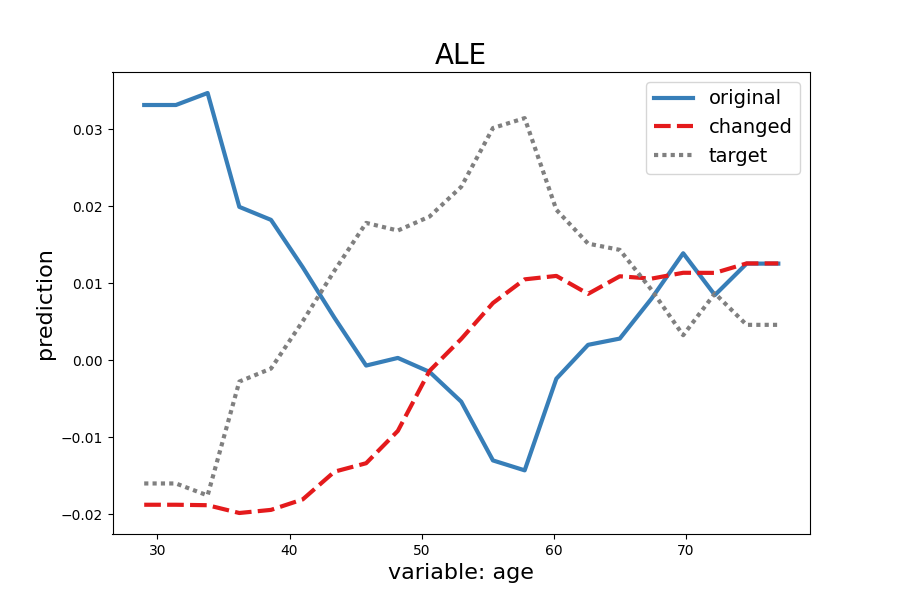 ALE
original
changed
target
prediction
0.03
0.02
0.01
0.00
−0.01
−0.02
30 40 50 60 70
variable: age